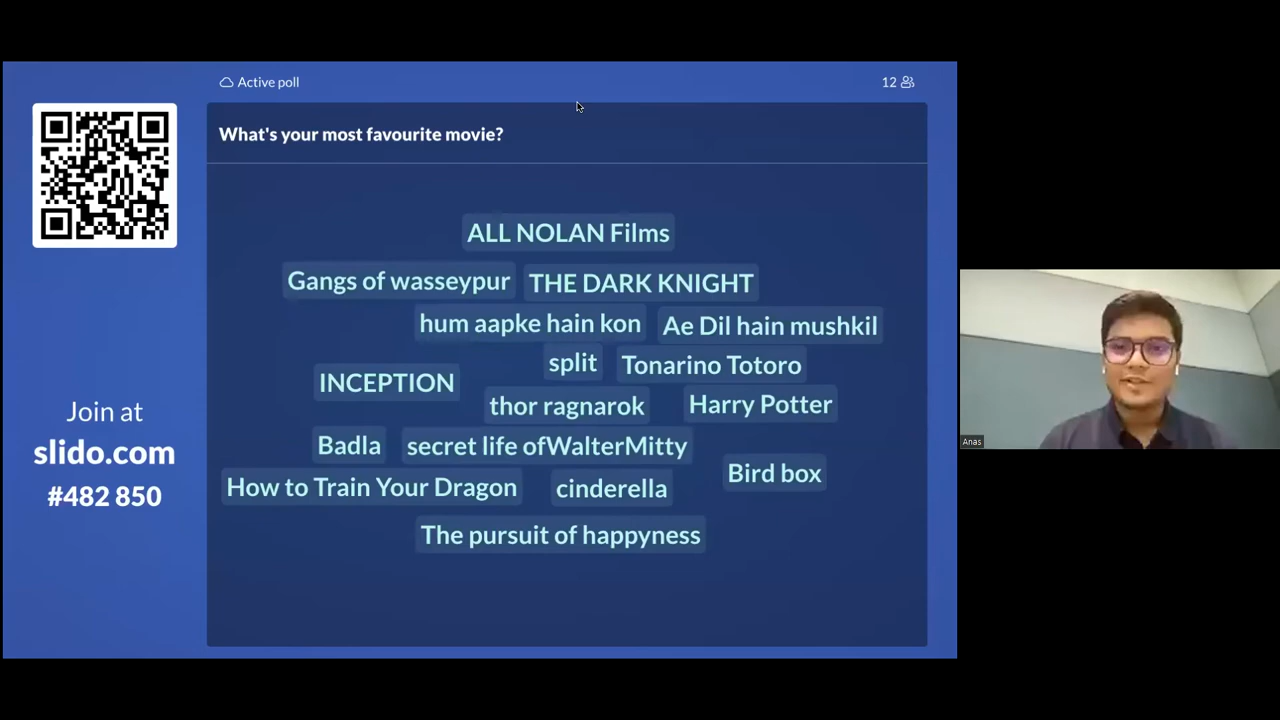 Active poll
12
What's your most favourite movie?
ALL NOLAN Films
Gangs of wasseypur
THE DARK KNIGHT
hum aapke hain kon
Ae Dil hain mushkil
split
Tonarino Totoro
INCEPTION
thor ragnarok
Harry Potter
Badla
secret life ofWalterMitty
Bird box
How to Train Your Dragon
cinderella
The pursuit of happyness
Join at
slido.com
#482 850
Anas